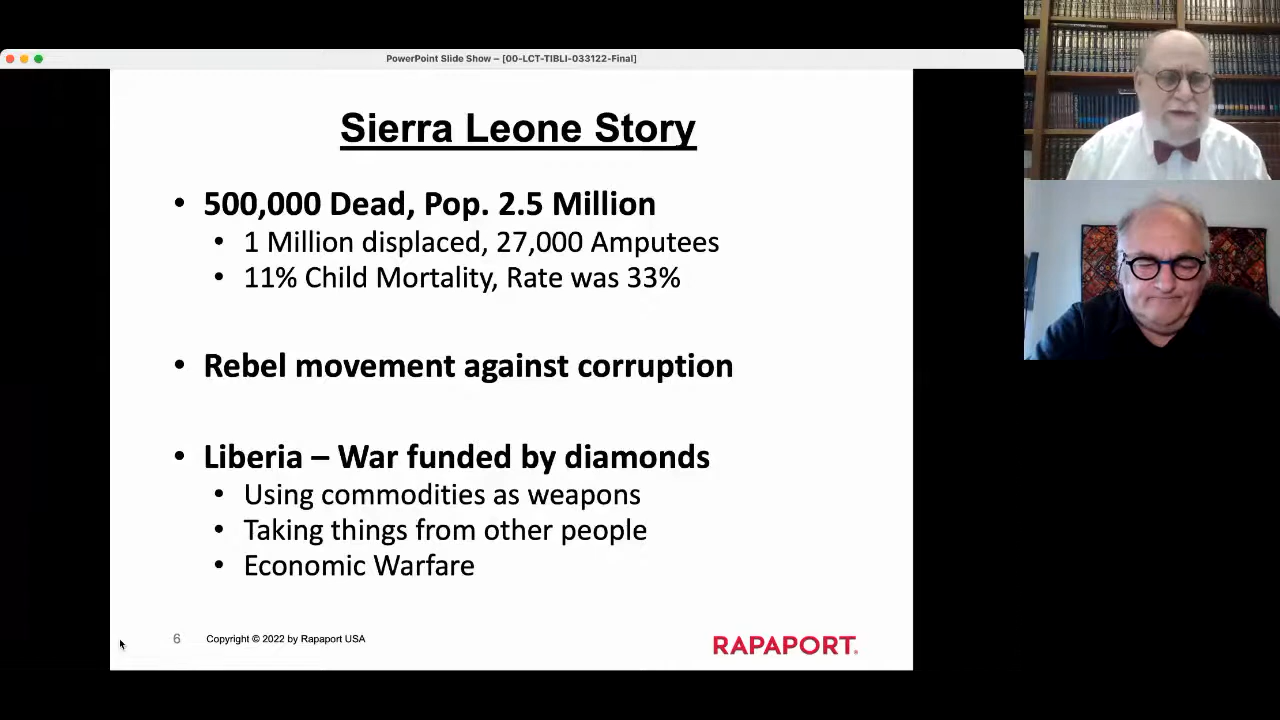 PowerPoint Slide Show – [00-LCT-TIBLI-033122-Final]
Sierra Leone Story
• 500,000 Dead, Pop. 2.5 Million
• 1 Million displaced, 27,000 Amputees
• 11% Child Mortality, Rate was 33%
• Rebel movement against corruption
• Liberia – War funded by diamonds
• Using commodities as weapons
• Taking things from other people
• Economic Warfare
6 Copyright © 2022 by Rapaport USA
RAPAPORT®